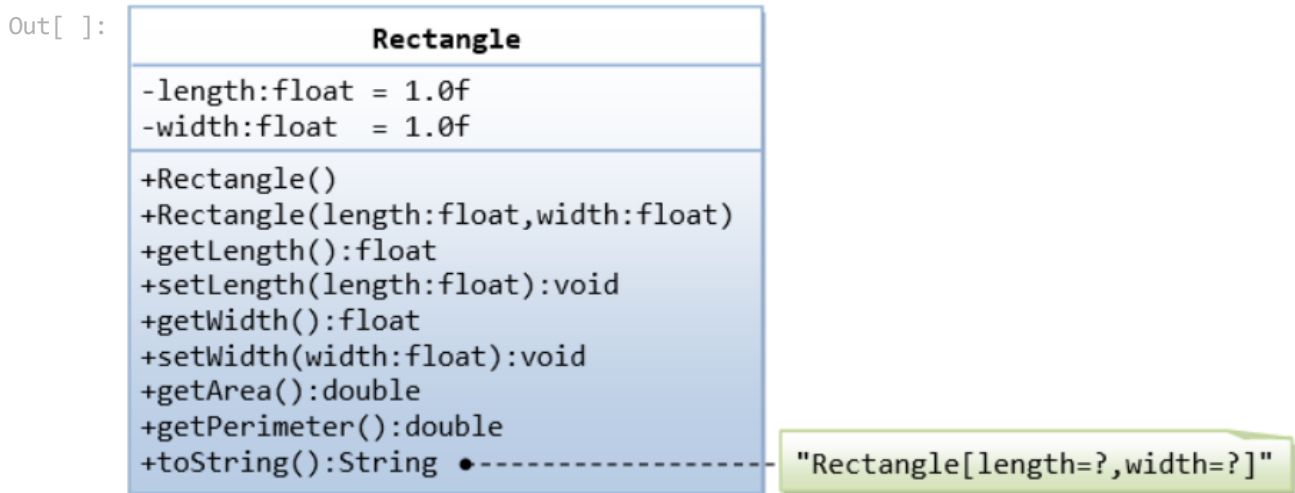 Out[ ]:
Rectangle
-length:float = 1.0f
-width:float  = 1.0f
+Rectangle()
+Rectangle(length:float,width:float)
+getLength():float
+setLength(length:float):void
+getWidth():float
+setWidth(width:float):void
+getArea():double
+getPerimeter():double
+toString():String
"Rectangle[length=?,width=?]"